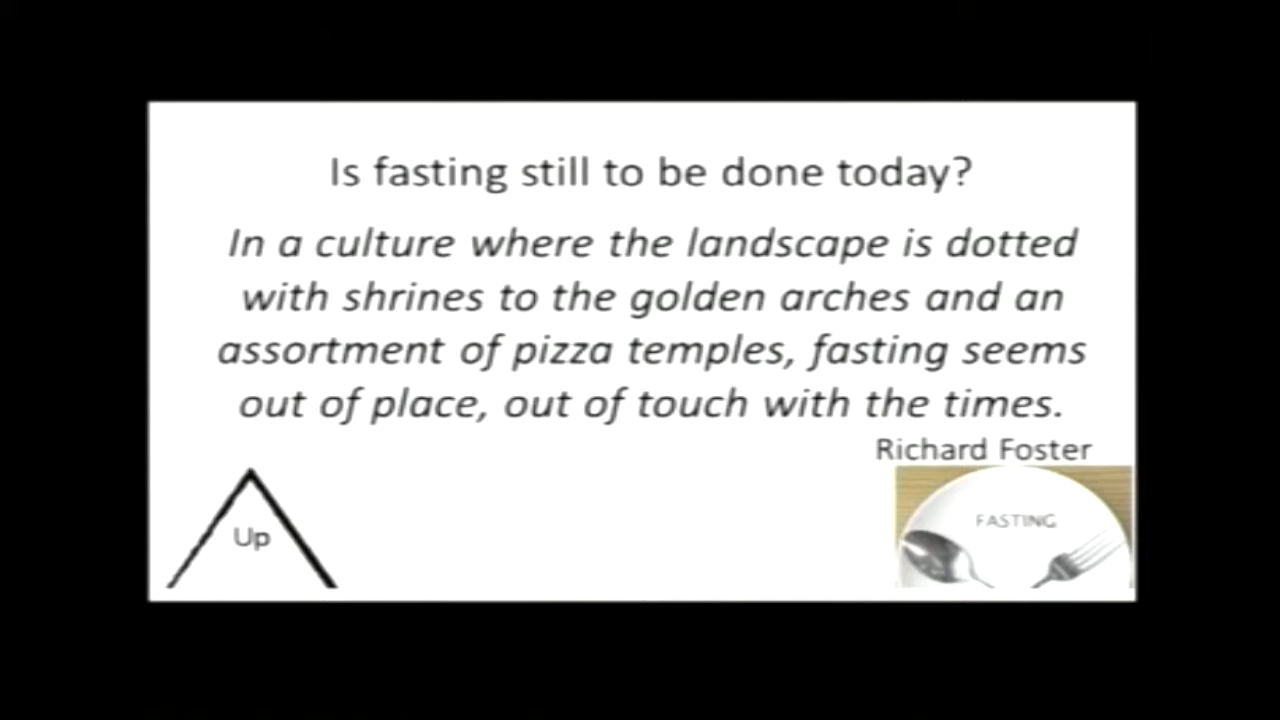 Is fasting still to be done today?
In a culture where the landscape is dotted
with shrines to the golden arches and an
assortment of pizza temples, fasting seems
out of place, out of touch with the times.
Richard Foster
Up
FASTING